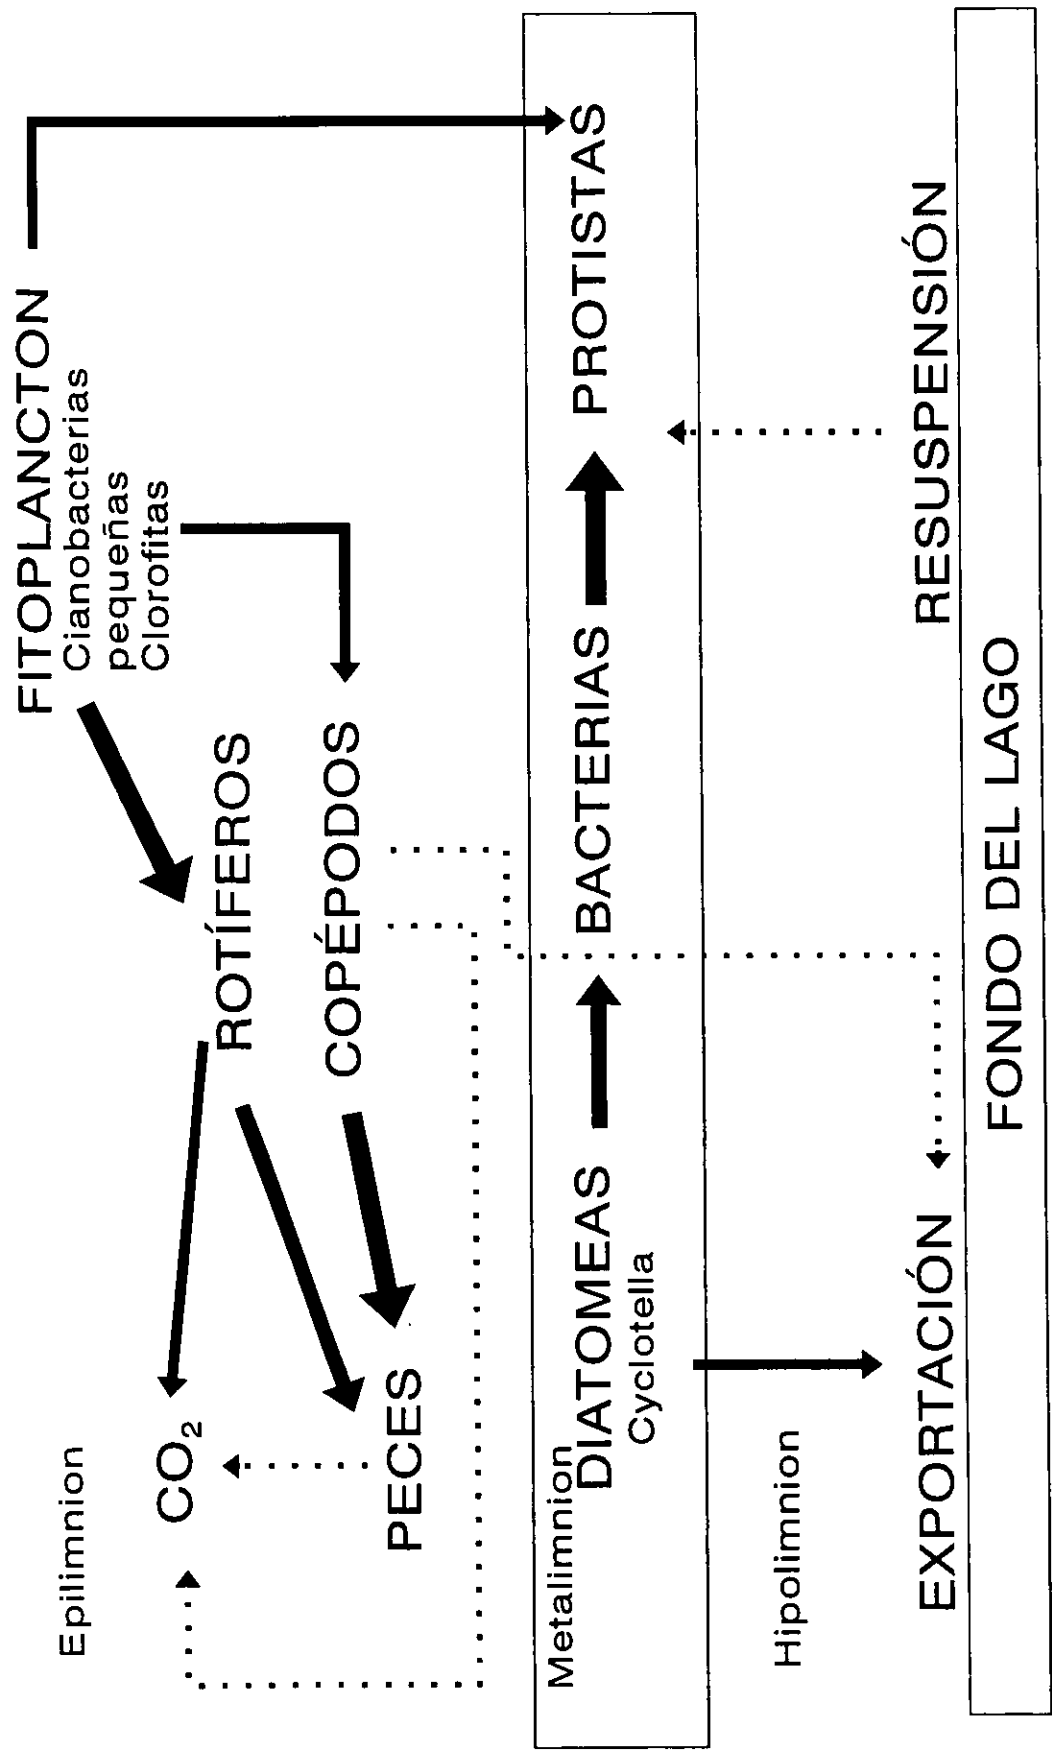 Epilimnion
FITOPLANCTON
Cianobacterias
pequeñas
Clorofitas
CO₂
ROTÍFEROS
COPÉPODOS
PECES
Metalimnion
DIATOMEAS
Cyclotella
BACTERIAS
PROTISTAS
Hipolimnion
EXPORTACIÓN
RESUSPENSIÓN
FONDO DEL LAGO